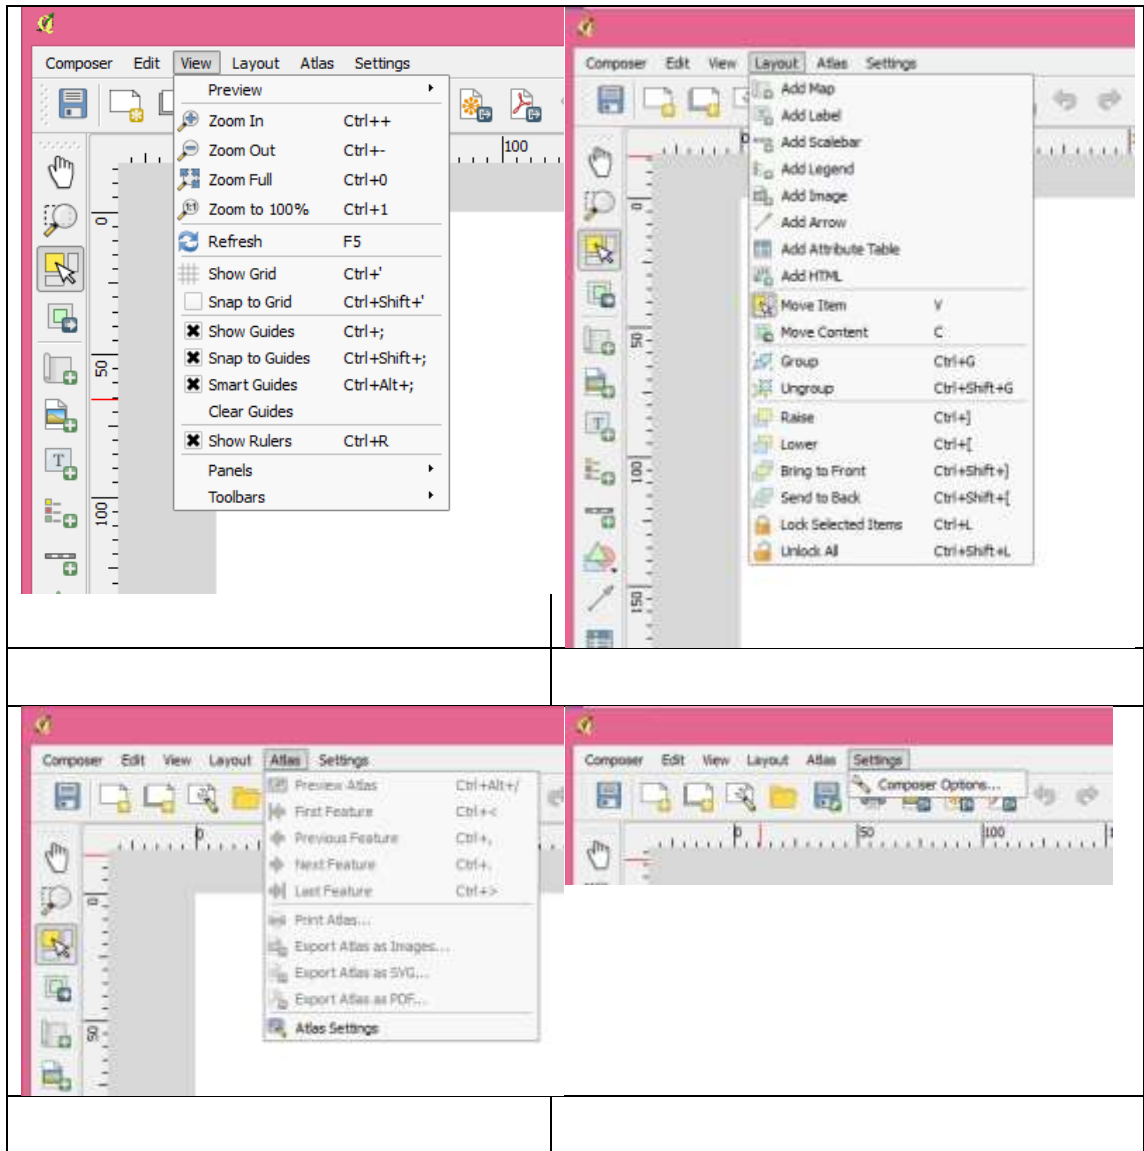 Composer Edit View Layout Atlas Settings
Preview
Zoom In Ctrl++
Zoom Out Ctrl+-
Zoom Full Ctrl+0
Zoom to 100% Ctrl+1
Refresh F5
Show Grid Ctrl+'
Snap to Grid Ctrl+Shift+'
Show Guides Ctrl+;
Snap to Guides Ctrl+Shift+;
Smart Guides Ctrl+Alt+;
Clear Guides
Show Rulers Ctrl+R
Panels
Toolbars
100
0
50
100
Composer Edit View Layout Atlas Settings
Add Map
Add Label
Add Scalebar
Add Legend
Add Image
Add Arrow
Add Attribute Table
Add HTML
Move Item V
Move Content C
Group Ctrl+G
Ungroup Ctrl+Shift+G
Raise Ctrl+]
Lower Ctrl+[
Bring to Front Ctrl+Shift+]
Send to Back Ctrl+Shift+[
Lock Selected Items Ctrl+L
Unlock All Ctrl+Shift+L
0
50
100
150
Composer Edit View Layout Atlas Settings
Preview Atlas Ctrl+Alt+/
First Feature Ctrl+<
Previous Feature Ctrl+,
Next Feature Ctrl+.
Last Feature Ctrl+>
Print Atlas...
Export Atlas as Images...
Export Atlas as SVG...
Export Atlas as PDF...
Atlas Settings
0
0
50
Composer Edit View Layout Atlas Settings
Composer Options...
0 50 100